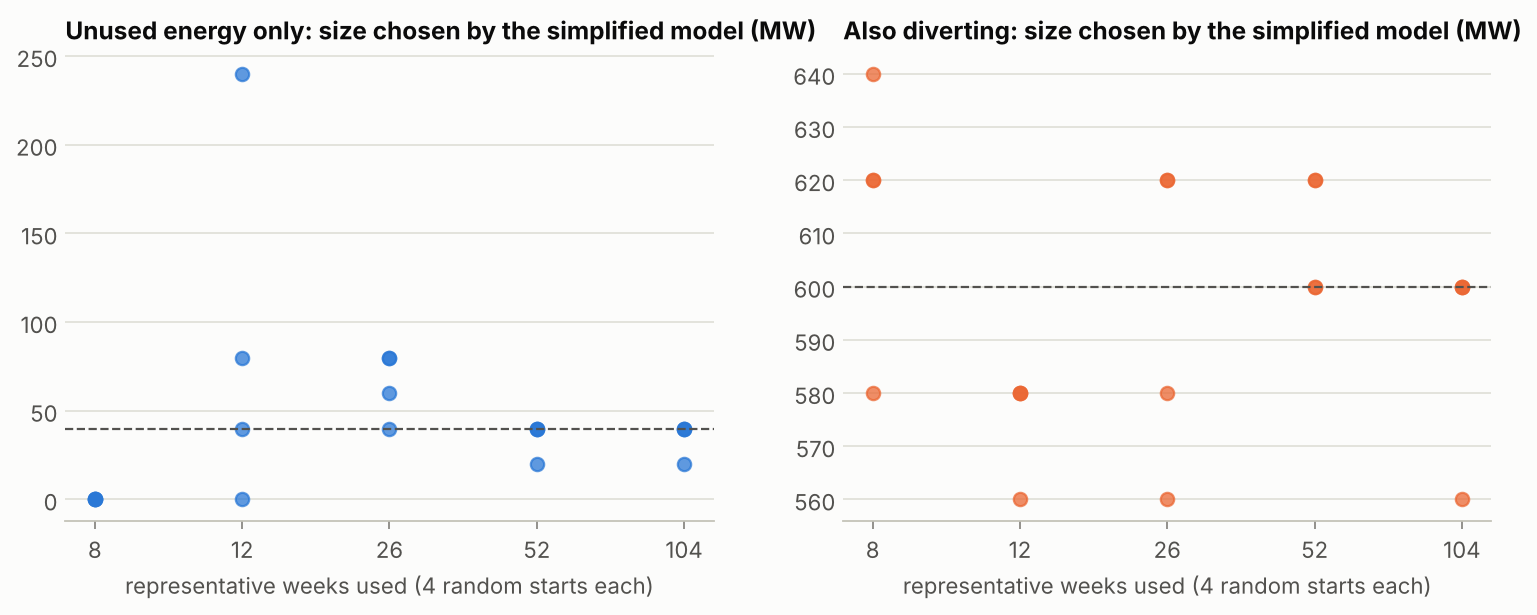 Unused energy only: size chosen by the simplified model (MW)
250
200
150
100
50
0
8 12 26 52 104
representative weeks used (4 random starts each)
Also diverting: size chosen by the simplified model (MW)
640
630
620
610
600
590
580
570
560
8 12 26 52 104
representative weeks used (4 random starts each)